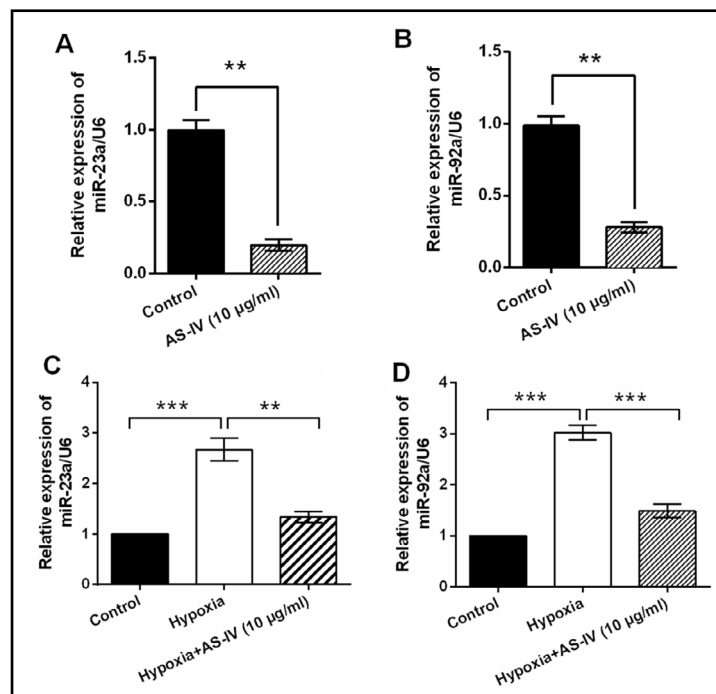 A
Relative expression of
miR-23a/U6
1.5
1.0
0.5
0.0
**
Control
AS-IV (10 μg/ml)
B
Relative expression of
miR-92a/U6
1.5
1.0
0.5
0.0
**
Control
AS-IV (10 μg/ml)
C
Relative expression of
miR-23a/U6
4
3
2
1
0
***
**
Control
Hypoxia
Hypoxia+AS-IV (10 μg/ml)
D
Relative expression of
miR-92a/U6
4
3
2
1
0
***
***
Control
Hypoxia
Hypoxia+AS-IV (10 μg/ml)